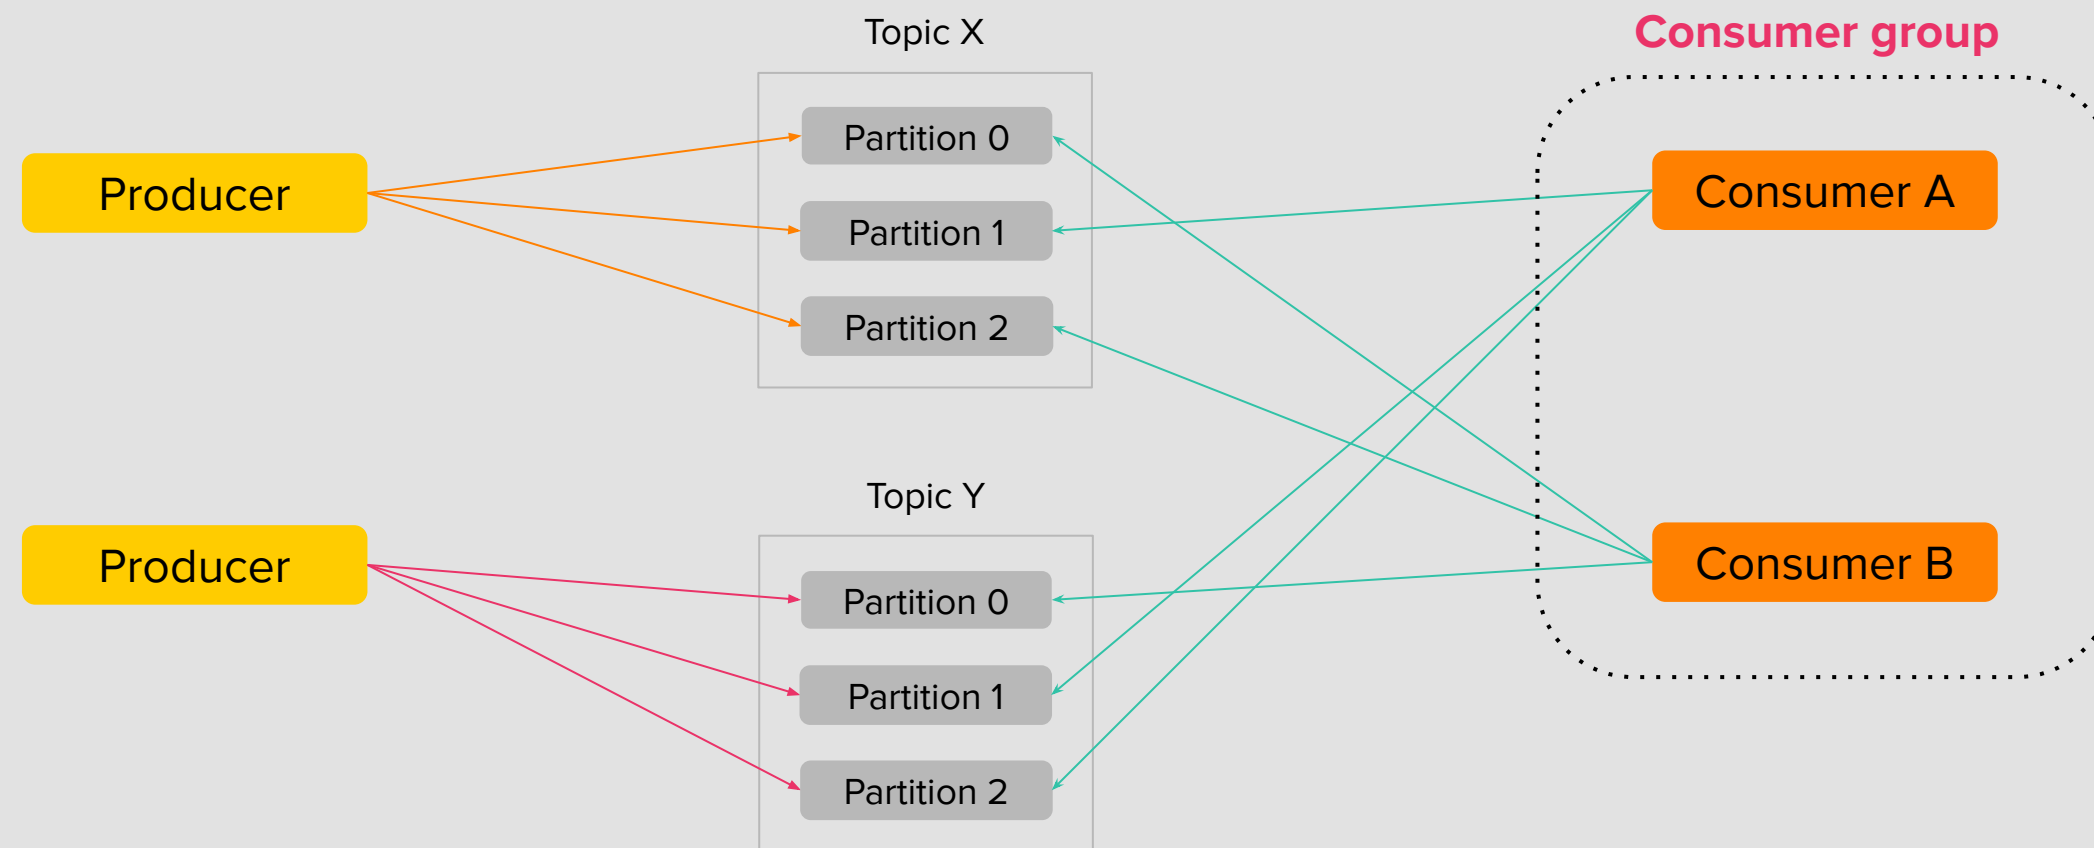 Topic X
Consumer group
Producer
Partition 0
Partition 1
Partition 2
Consumer A
Topic Y
Producer
Partition 0
Partition 1
Partition 2
Consumer B